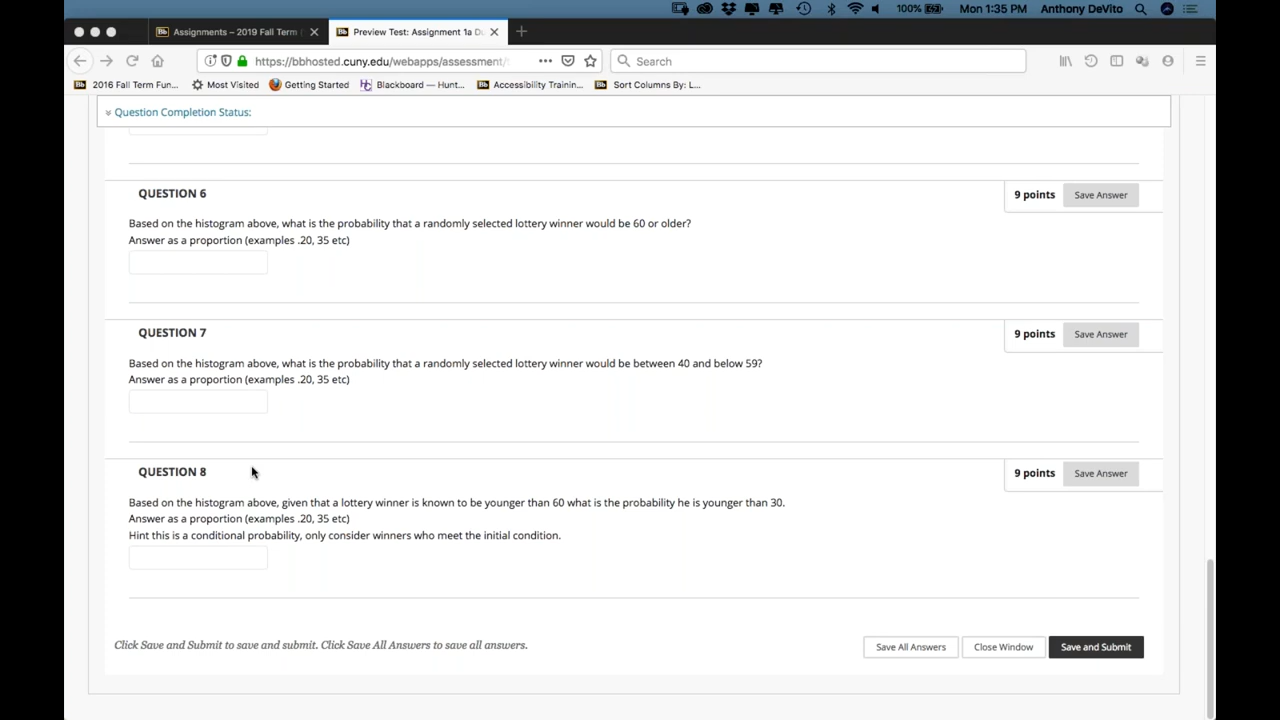 100%
Mon 1:35 PM
Anthony DeVito
Bb
Assignments – 2019 Fall Term (
Bb
Preview Test: Assignment 1a Du
https://bbhosted.cuny.edu/webapps/assessment/
Search
Bb 2016 Fall Term Fun...
Most Visited
Getting Started
HC Blackboard — Hunt...
Bb Accessibility Trainin...
Bb Sort Columns By: L...
Question Completion Status:
QUESTION 6
9 points
Save Answer
Based on the histogram above, what is the probability that a randomly selected lottery winner would be 60 or older?
Answer as a proportion (examples .20, 35 etc)
QUESTION 7
9 points
Save Answer
Based on the histogram above, what is the probability that a randomly selected lottery winner would be between 40 and below 59?
Answer as a proportion (examples .20, 35 etc)
QUESTION 8
9 points
Save Answer
Based on the histogram above, given that a lottery winner is known to be younger than 60 what is the probability he is younger than 30.
Answer as a proportion (examples .20, 35 etc)
Hint this is a conditional probability, only consider winners who meet the initial condition.
Click Save and Submit to save and submit. Click Save All Answers to save all answers.
Save All Answers
Close Window
Save and Submit